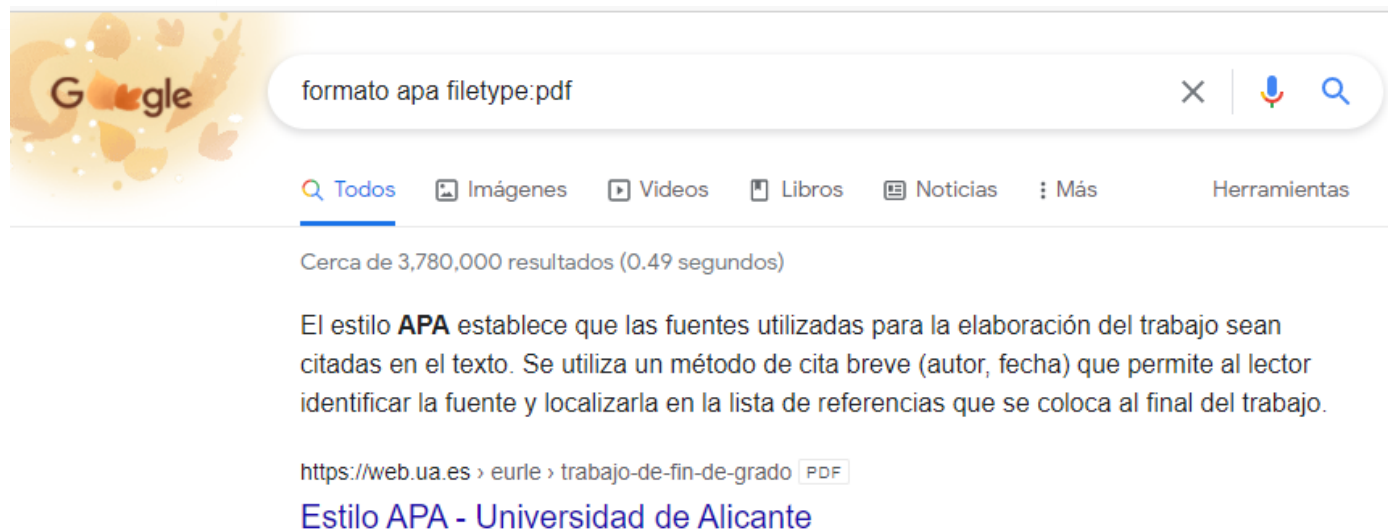 Google
formato apa filetype:pdf
Todos Imágenes Videos Libros Noticias Más Herramientas
Cerca de 3,780,000 resultados (0.49 segundos)
El estilo APA establece que las fuentes utilizadas para la elaboración del trabajo sean
citadas en el texto. Se utiliza un método de cita breve (autor, fecha) que permite al lector
identificar la fuente y localizarla en la lista de referencias que se coloca al final del trabajo.
https://web.ua.es › eurle › trabajo-de-fin-de-grado PDF
Estilo APA - Universidad de Alicante